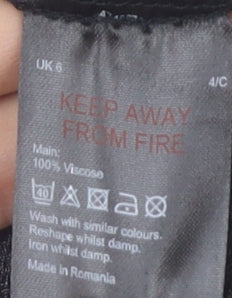 UK 6
4/C
KEEP AWAY
FROM FIRE
Main:
100% Viscose
40
Wash with similar colours.
Reshape whilst damp.
Iron whilst damp.
Made in Romania